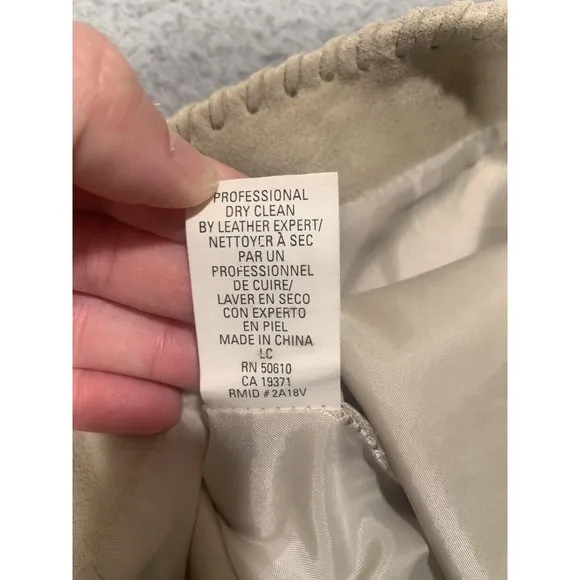 PROFESSIONAL
DRY CLEAN
BY LEATHER EXPERT/
NETTOYER À SEC
PAR UN
PROFESSIONNEL
DE CUIRE/
LAVER EN SECO
CON EXPERTO
EN PIEL
MADE IN CHINA
LC
RN 50610
CA 19371
RMID # 2A18V